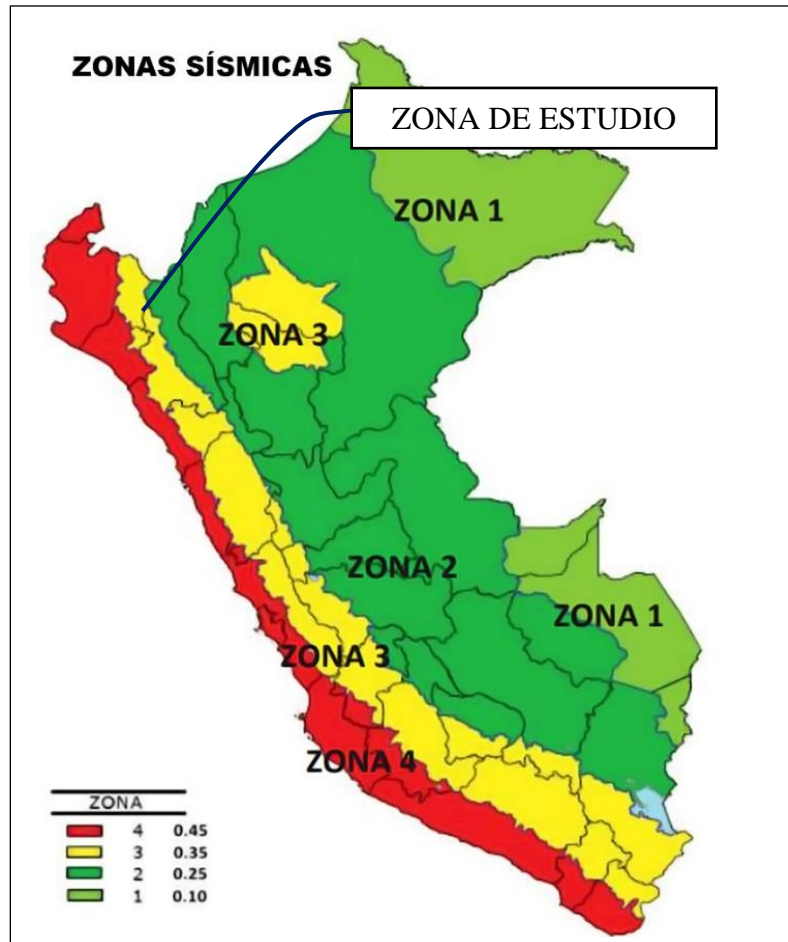 ZONAS SÍSMICAS
ZONA DE ESTUDIO
ZONA 1
ZONA 3
ZONA 2
ZONA 1
ZONA 3
ZONA 4
ZONA
4 0.45
3 0.35
2 0.25
1 0.10